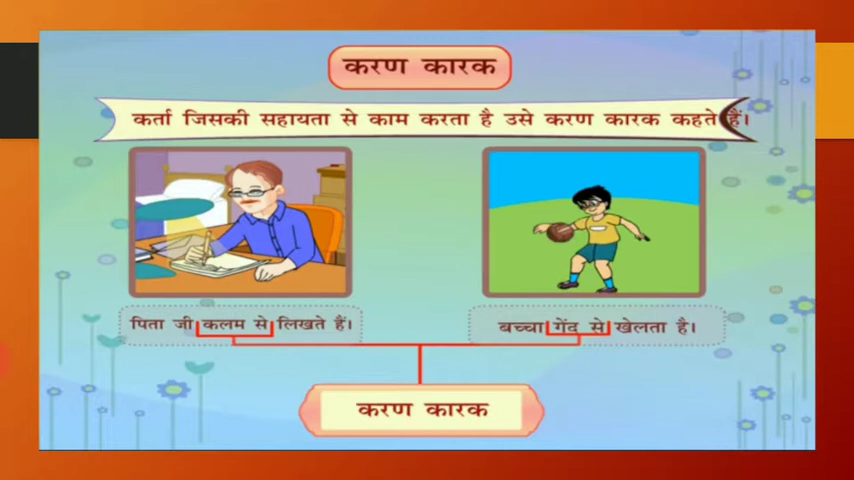 करण कारक
कर्ता जिसकी सहायता से काम करता है उसे करण कारक कहते हैं।
पिता जी कलम से लिखते हैं।
बच्चा गेंद से खेलता है।
करण कारक